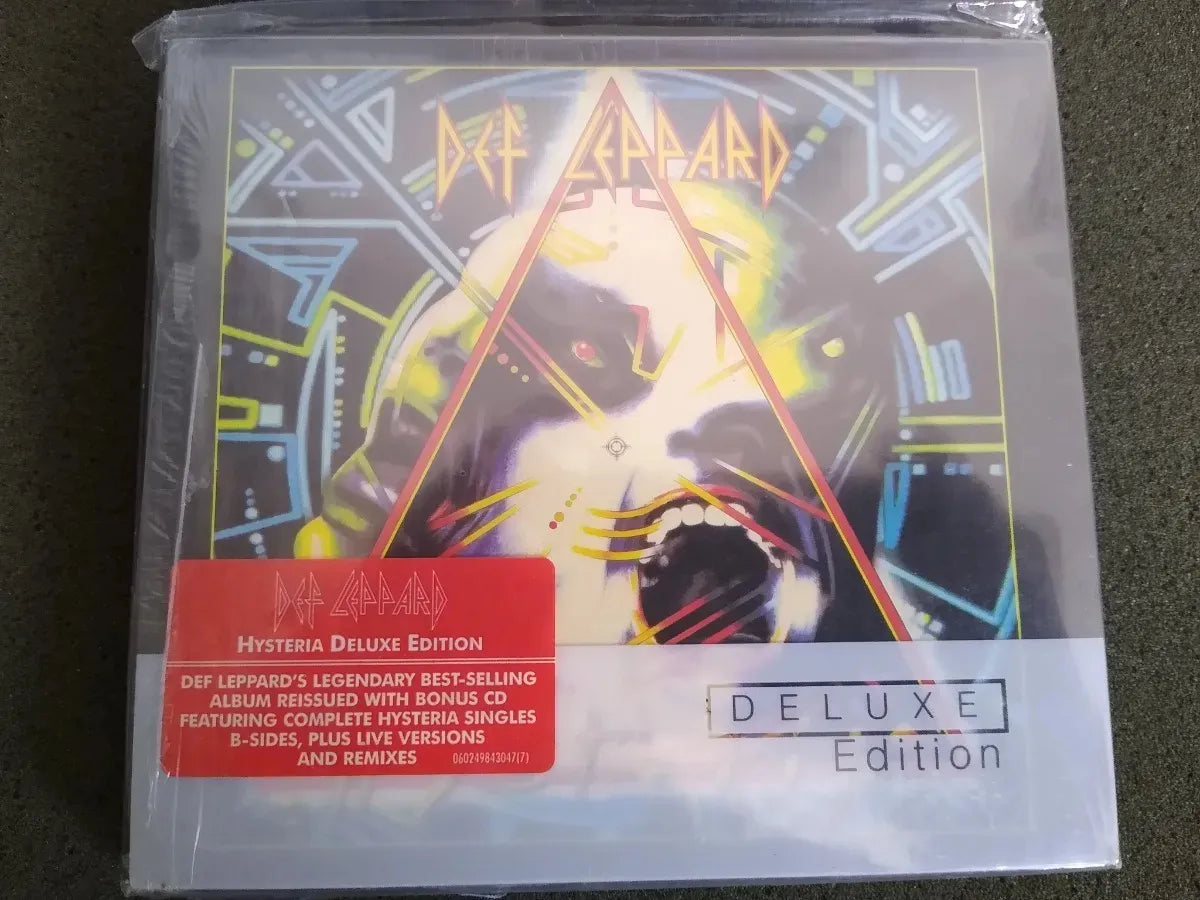 DEF LEPPARD
DEF LEPPARD
HYSTERIA DELUXE EDITION
DEF LEPPARD'S LEGENDARY BEST-SELLING
ALBUM REISSUED WITH BONUS CD
FEATURING COMPLETE HYSTERIA SINGLES
B-SIDES, PLUS LIVE VERSIONS
AND REMIXES
060249843047(7)
DELUXE
Edition